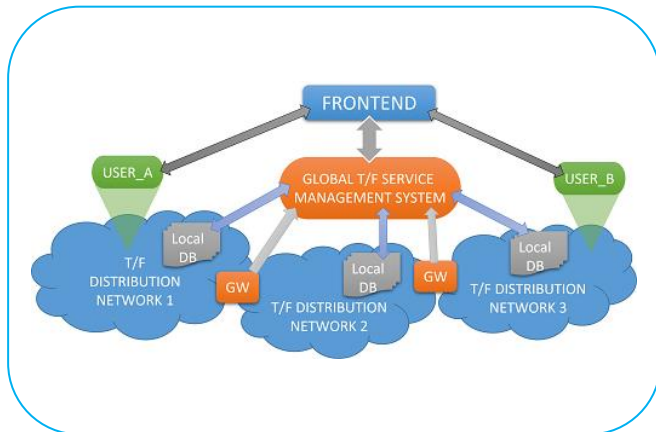 FRONTEND
USER_A
USER_B
GLOBAL T/F SERVICE
MANAGEMENT SYSTEM
Local
DB
T/F
DISTRIBUTION
NETWORK 1
GW
Local
DB
T/F DISTRIBUTION
NETWORK 2
GW
Local
DB
T/F DISTRIBUTION
NETWORK 3